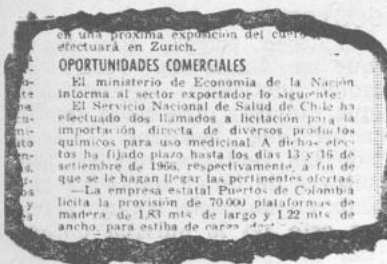 en una próxima exposición del
efectuará en Zurich.
OPORTUNIDADES COMERCIALES
El ministerio de Economía de la Nación
informa al sector exportador lo siguiente:
El Servicio Nacional de Salud de Chile ha
efectuado dos llamados a licitación para la
importación directa de diversos productos
químicos para uso medicinal. A dichos efec-
tos ha fijado plazo hasta los días 13 y 16 de
setiembre de 1966, respectivamente, a fin de
que se le hagan llegar las pertinentes ofertas.
—La empresa estatal Puertos de Colombia
licita la provisión de 70.000 plataformas de
madera, de 1,83 mts. de largo y 1,22 mts. de
ancho, para estiba de carga,